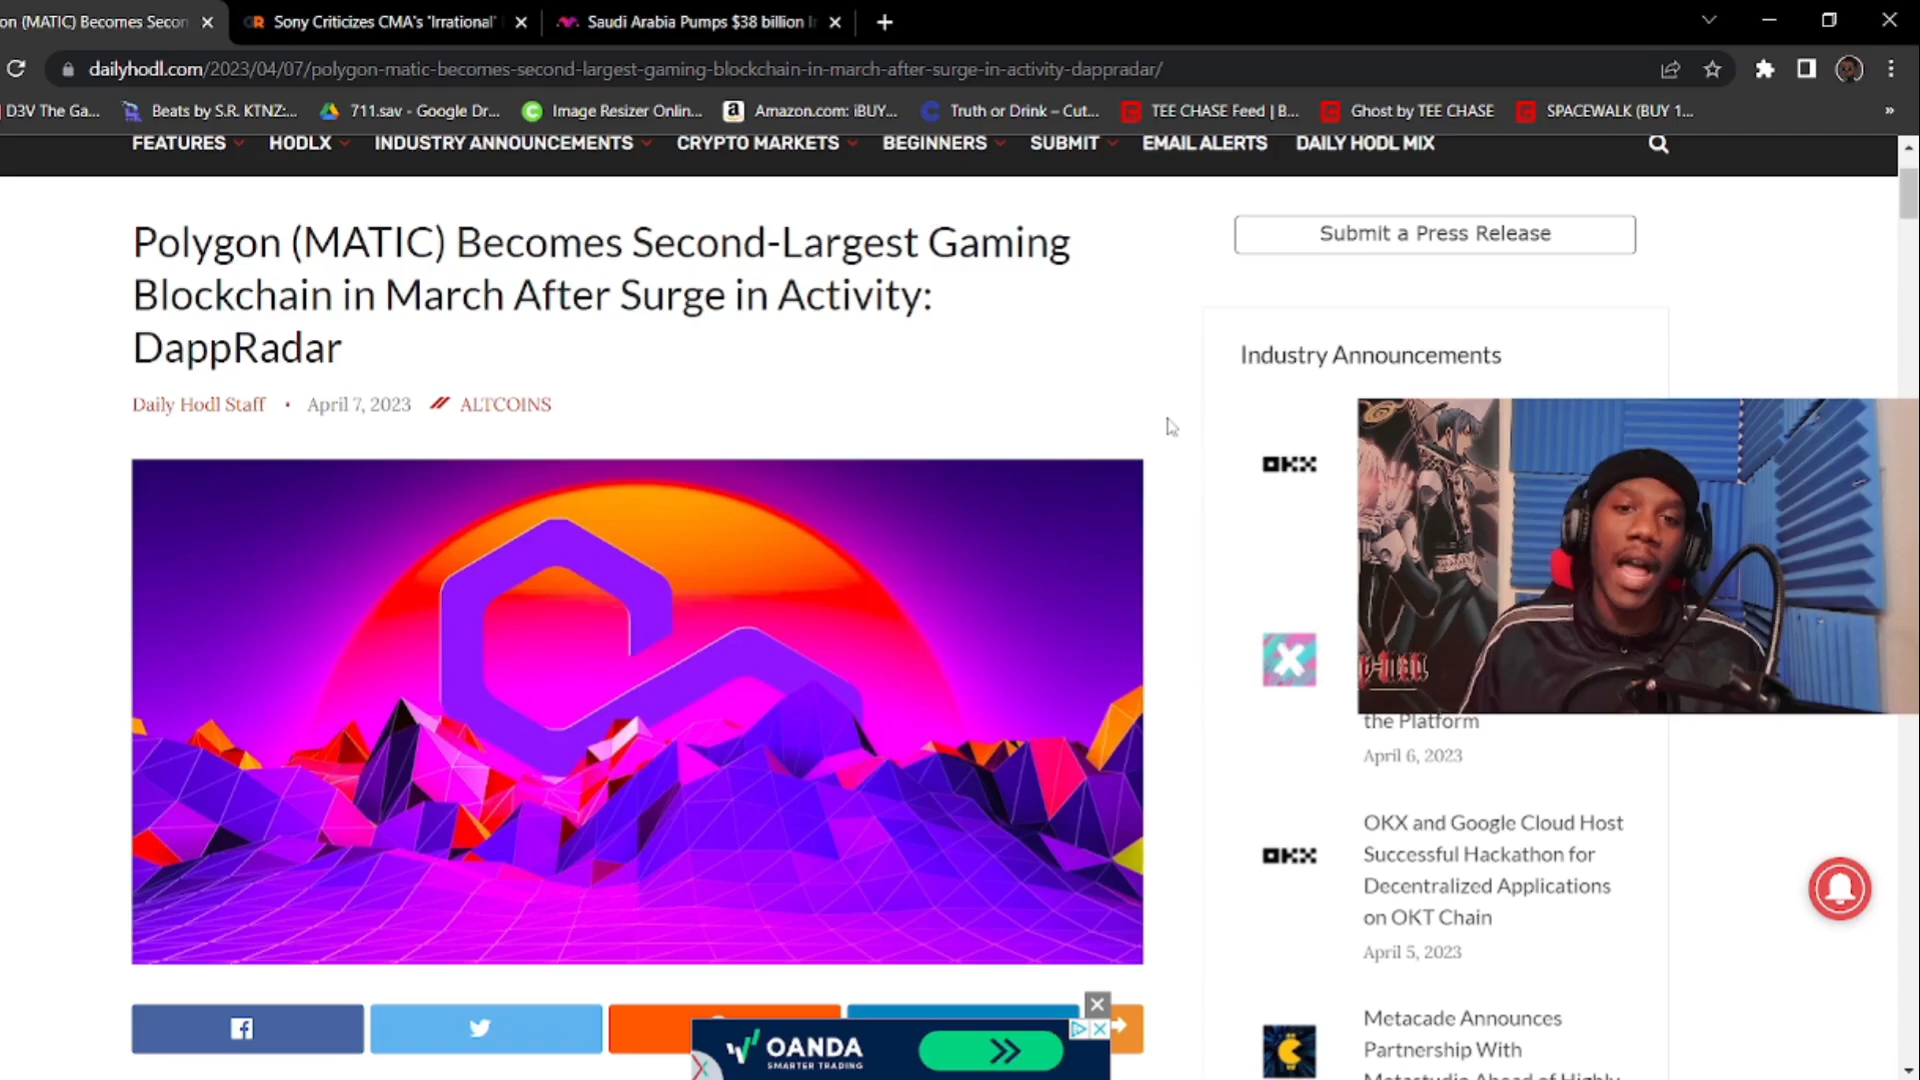 on (MATIC) Becomes Secon
Sony Criticizes CMA's 'Irrational'
Saudi Arabia Pumps $38 billion In
dailyhodl.com/2023/04/07/polygon-matic-becomes-second-largest-gaming-blockchain-in-march-after-surge-in-activity-dappradar/
D3V The Ga...
Beats by S.R. KTNZ:...
711.sav - Google Dr...
Image Resizer Onlin...
Amazon.com: iBUY...
Truth or Drink – Cut...
TEE CHASE Feed | B...
Ghost by TEE CHASE
SPACEWALK (BUY 1...
FEATURES
HODLX
INDUSTRY ANNOUNCEMENTS
CRYPTO MARKETS
BEGINNERS
SUBMIT
EMAIL ALERTS
DAILY HODL MIX
Polygon (MATIC) Becomes Second-Largest Gaming
Blockchain in March After Surge in Activity:
DappRadar
Daily Hodl Staff • April 7, 2023
ALTCOINS
Submit a Press Release
Industry Announcements
OKX
the Platform
April 6, 2023
OKX
OKX and Google Cloud Host
Successful Hackathon for
Decentralized Applications
on OKT Chain
April 5, 2023
Metacade Announces
Partnership With
Metastudio Ahead of Highly
OANDA
SMARTER TRADING